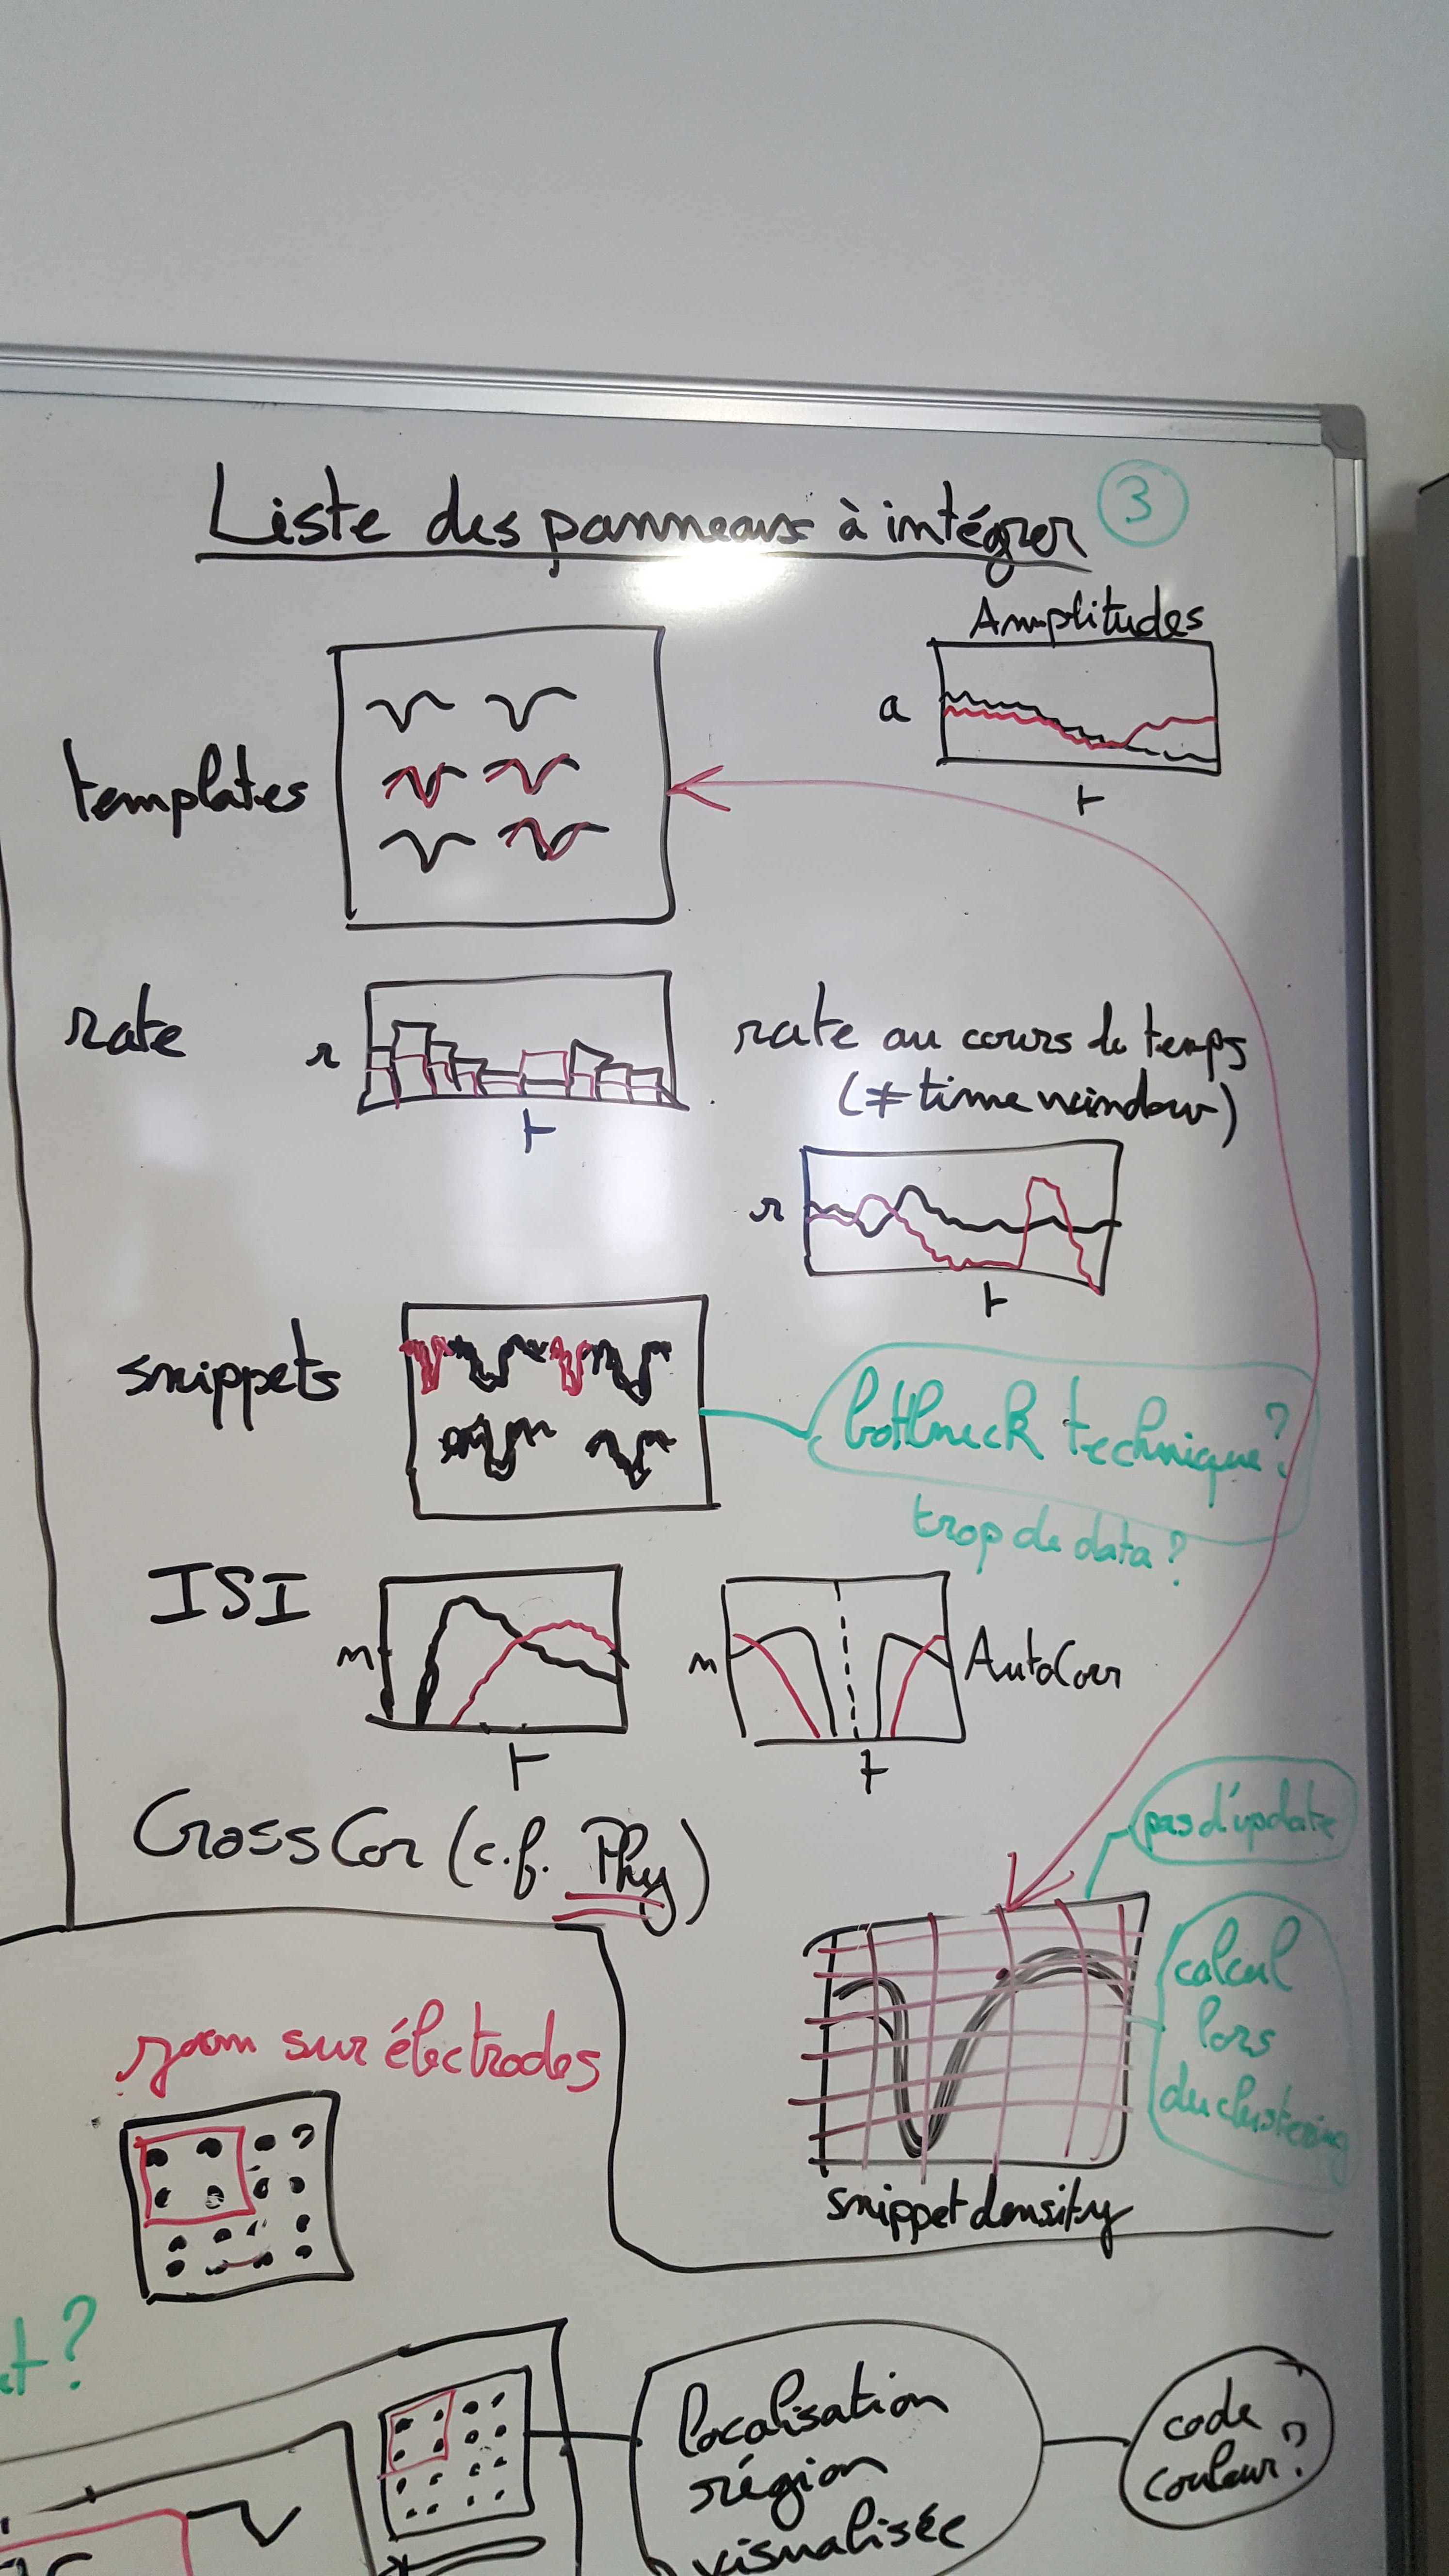 Liste des panneaux à intégrer
3
Amplitudes
a
t
templates
rate
r
t
rate au cours du temps
(≠ time window)
r
t
snippets
bottlneck technique?
trop de data?
ISI
n
t
n
AutoCorr
t
CrossCor (c.f. Phy)
pas d'update
calcul
lors
du clustering
snippet density
zoom sur électrodes
t?
localisation
région
visualisée
code
couleur?